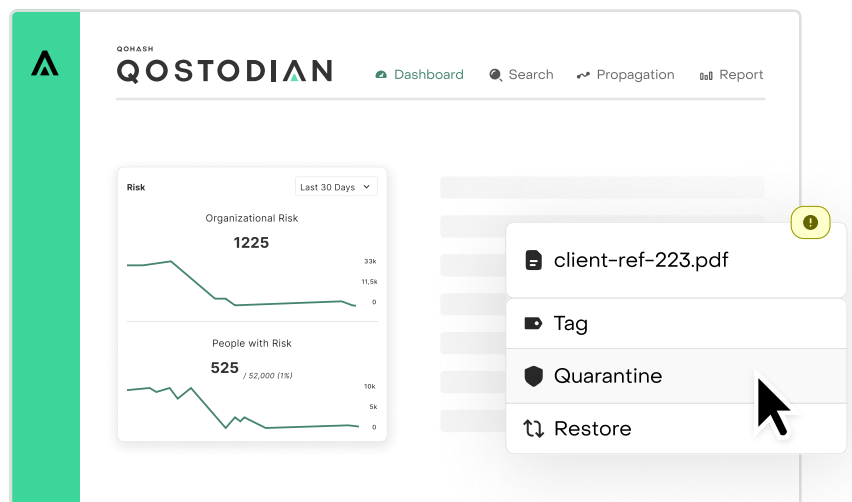 QOHASH
QOSTODIAN
Dashboard
Search
Propagation
Report
Risk
Last 30 Days
Organizational Risk
1225
33k
11,5k
0
People with Risk
525 / 52,000 (1%)
10k
5k
0
client-ref-223.pdf
Tag
Quarantine
Restore